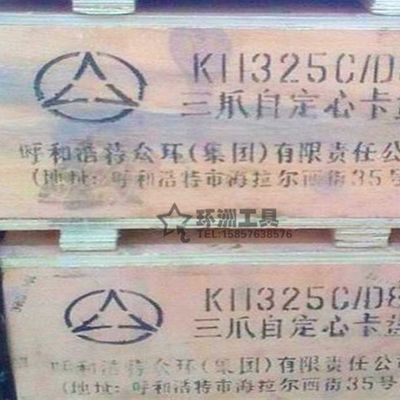 K11325C/D8
三爪自定心卡盘
呼和浩特众环(集团)有限责任公
(地址:呼和浩特市海拉尔西街35号
环洲工具
TEL:15857638576
K11325C/D8
三爪自定心卡盘
呼和浩特众环(集团)有限责任公
(地址:呼和浩特市海拉尔西街35号